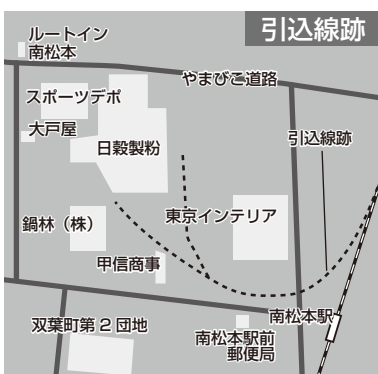 引込線跡
ルートイン
南松本
やまびこ道路
スポーツデポ
大戸屋
日穀製粉
引込線跡
鍋林（株）
東京インテリア
甲信商事
南松本駅
双葉町第2団地
南松本駅前
郵便局